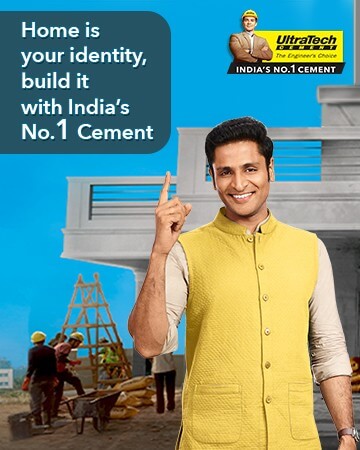 Home is
your identity,
build it
with India's
No.1 Cement
UltraTech
CEMENT
The Engineer's Choice
INDIA'S NO.1 CEMENT